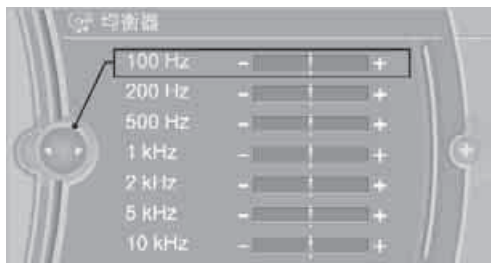 均衡器
100 Hz - +
200 Hz - +
500 Hz - +
1 kHz - +
2 kHz - +
5 kHz - +
10 kHz - +